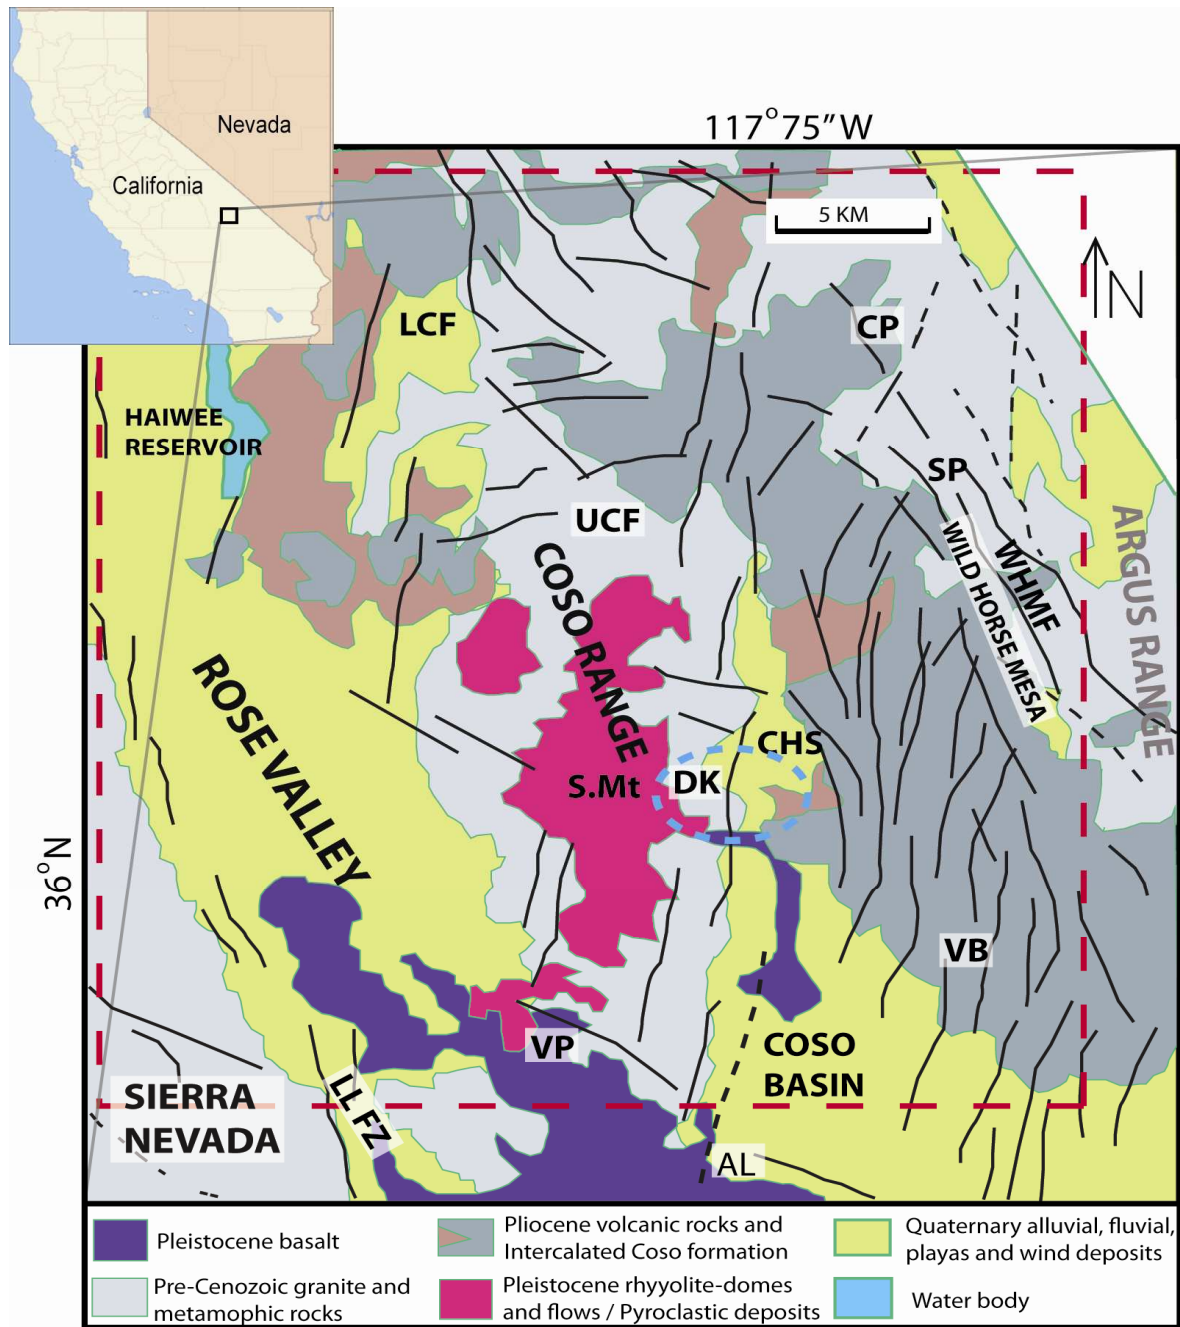 Nevada
California
117°75”W
5 KM
N
LCF
CP
HAIWEE
RESERVOIR
SP
UCF
WHMF
WILD HORSE MESA
ARGUS RANGE
COSO RANGE
ROSE VALLEY
CHS
DK
S.Mt
36°N
VB
VP
COSO
BASIN
LL FZ
SIERRA
NEVADA
AL
Pleistocene basalt
Pliocene volcanic rocks and
Intercalated Coso formation
Quaternary alluvial, fluvial,
playas and wind deposits
Pre-Cenozoic granite and
metamophic rocks
Pleistocene rhyyolite-domes
and flows / Pyroclastic deposits
Water body